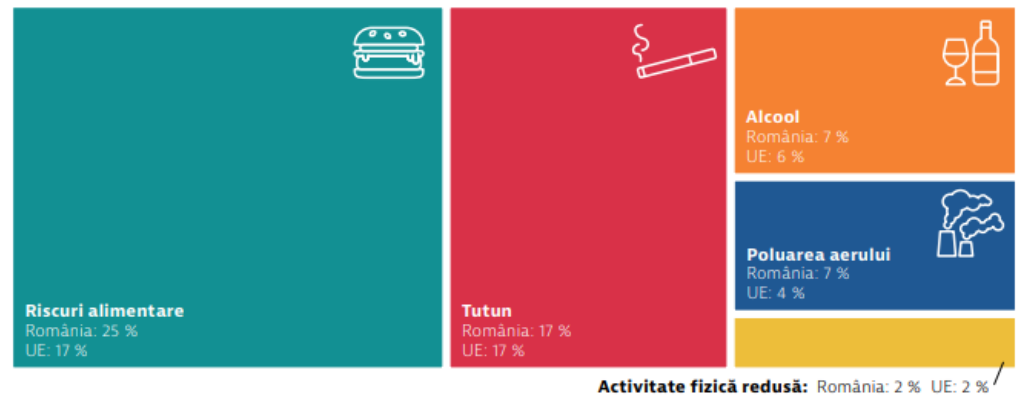 Riscuri alimentare
România: 25 %
UE: 17 %
Tutun
România: 17 %
UE: 17 %
Alcool
România: 7 %
UE: 6 %
Poluarea aerului
România: 7 %
UE: 4 %
Activitate fizică redusă: România: 2 % UE: 2 %